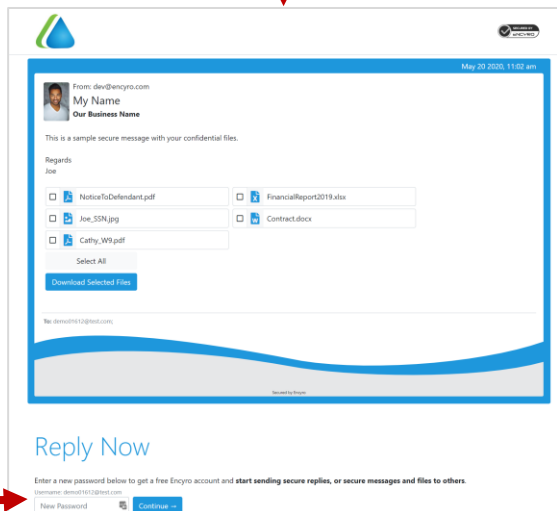 SECURED BY
ENCYRO
May 20 2020, 11:02 am
From: dev@encyro.com
My Name
Our Business Name
This is a sample secure message with your confidential files.
Regards
Joe
NoticeToDefendant.pdf
FinancialReport2019.xlsx
Joe_SSN.jpg
Contract.docx
Cathy_W9.pdf
Select All
Download Selected Files
To: demo01612@test.com;
Secured by Encyro
Reply Now
Enter a new password below to get a free Encyro account and start sending secure replies, or secure messages and files to others.
Username: demo01612@test.com
New Password
Continue →